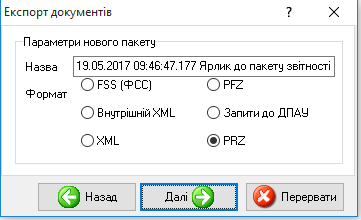 Експорт документів
Параметри нового пакету
Назва 19.05.2017 09:46:47.177 Ярлик до пакету звітності
Формат
FSS (ФСС) PFZ
Внутрішній XML Запити до ДПАУ
XML PRZ
Назад Далі Перервати